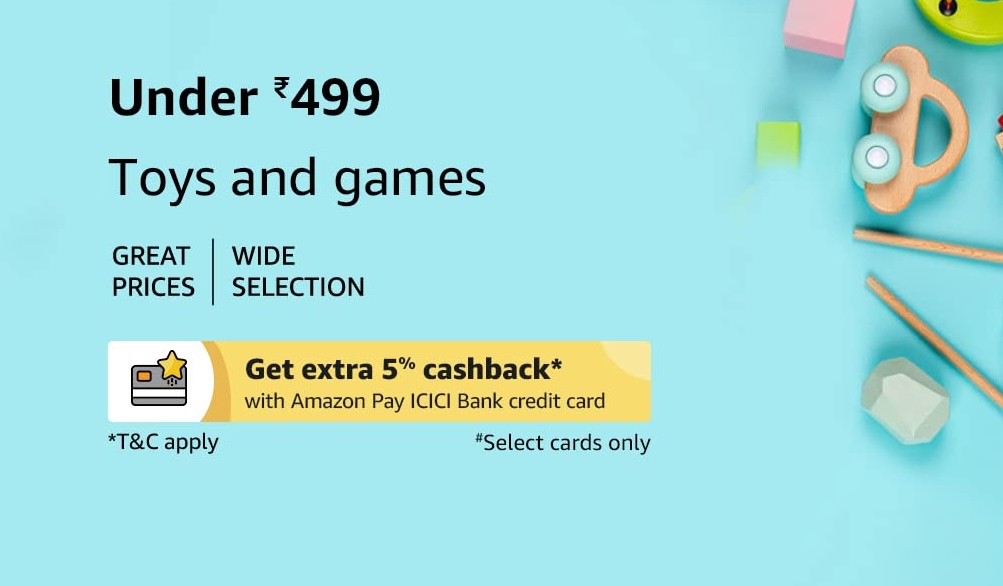 Under ₹499
Toys and games
GREAT PRICES
WIDE SELECTION
Get extra 5% cashback*
with Amazon Pay ICICI Bank credit card
*T&C apply
#Select cards only